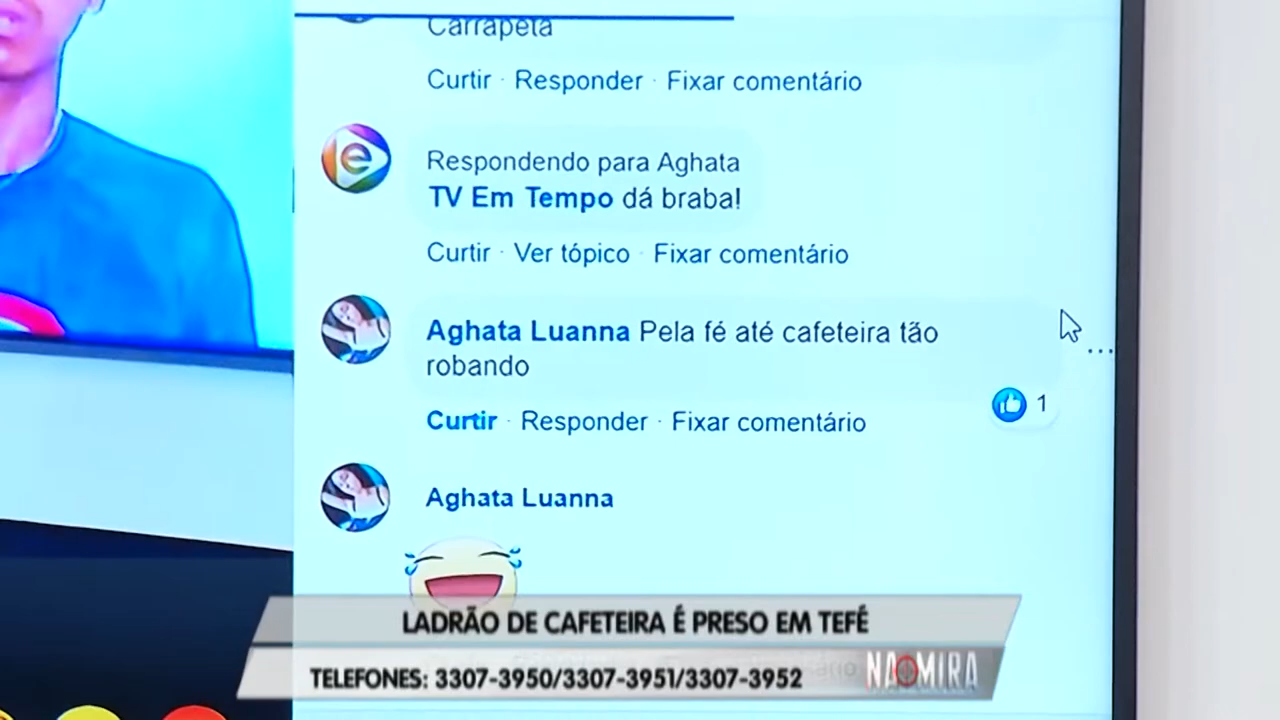 Carrapeta
Curtir · Responder · Fixar comentário
e
Respondendo para Aghata
TV Em Tempo dá braba!
Curtir · Ver tópico · Fixar comentário
Aghata Luanna Pela fé até cafeteira tão
robando
1
Curtir · Responder · Fixar comentário
Aghata Luanna
LADRÃO DE CAFETEIRA É PRESO EM TEFÉ
TELEFONES: 3307-3950/3307-3951/3307-3952
NA MIRA